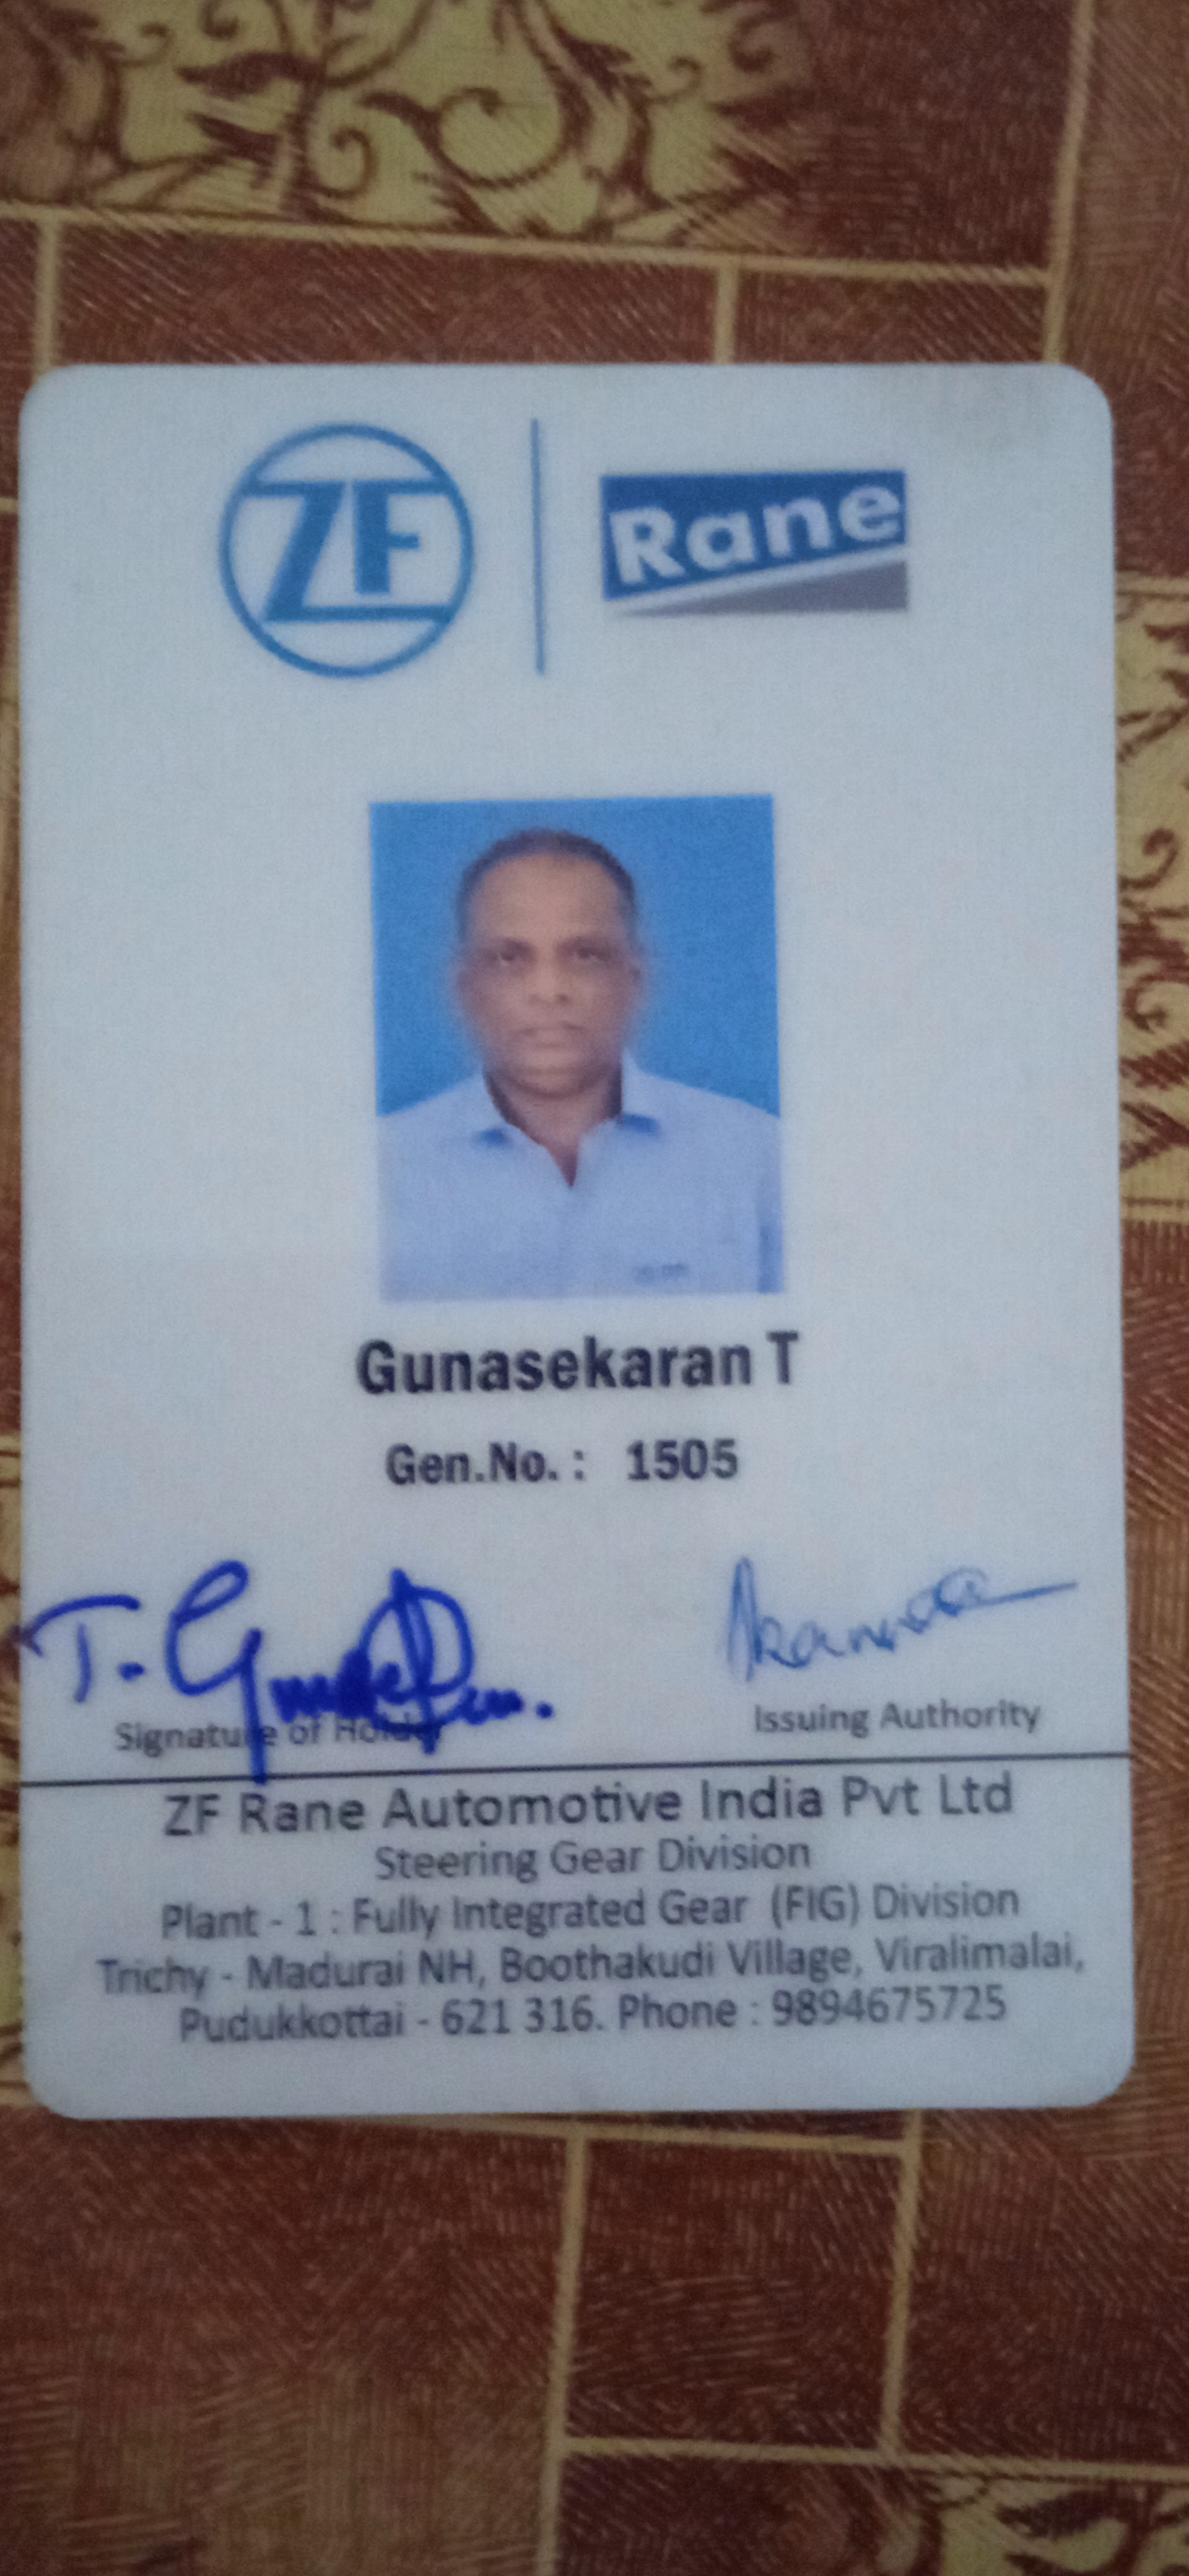 ZF Rane
Gunasekaran T
Gen.No. : 1505
T.
Signature of Holder
Issuing Authority
ZF Rane Automotive India Pvt Ltd
Steering Gear Division
Plant - 1 : Fully Integrated Gear (FIG) Division
Trichy - Madurai NH, Boothakudi Village, Viralimalai,
Pudukkottai - 621 316. Phone : 9894675725